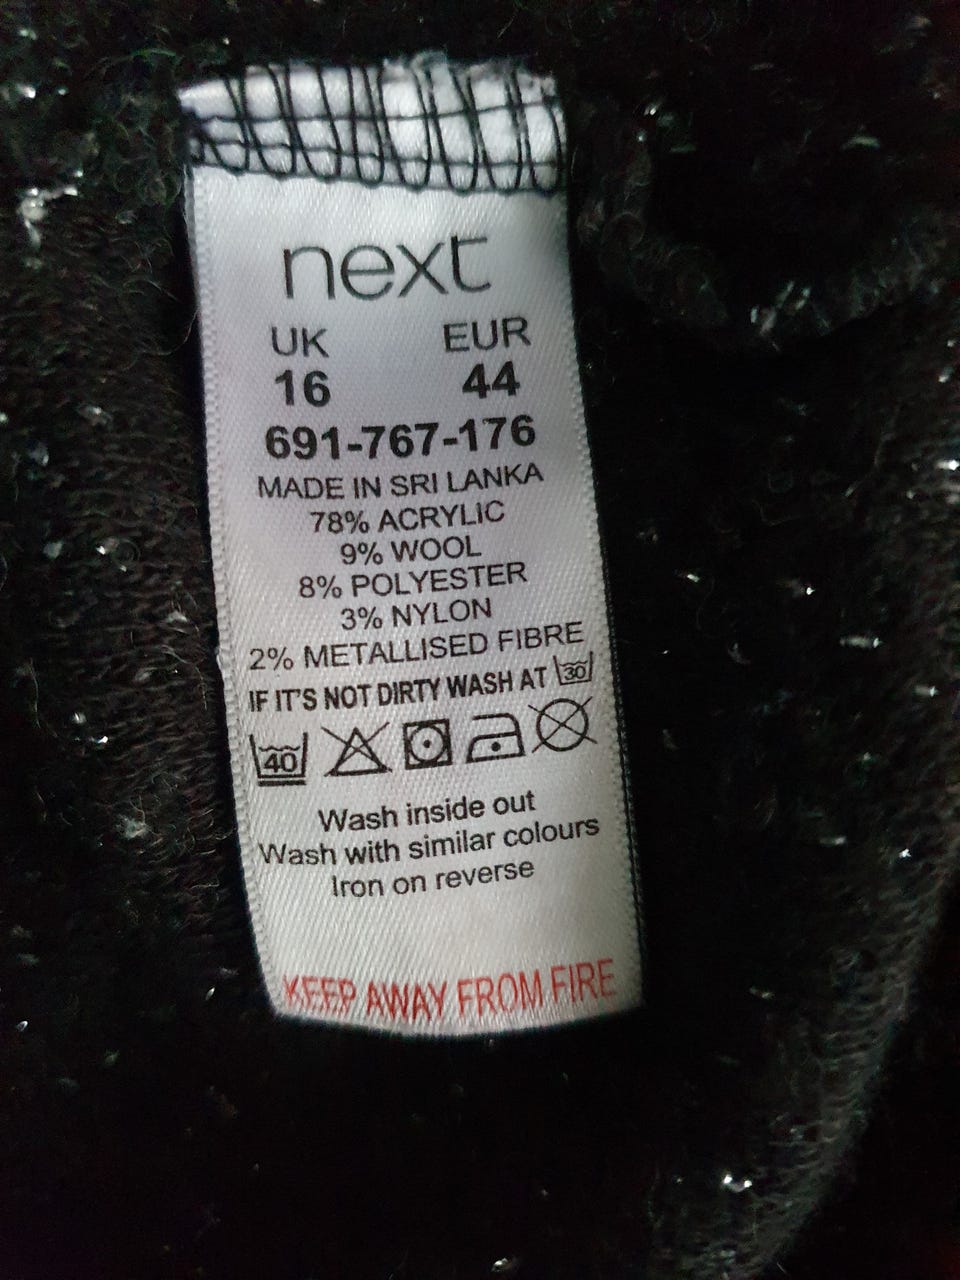 next
UK EUR
16 44
691-767-176
MADE IN SRI LANKA
78% ACRYLIC
9% WOOL
8% POLYESTER
3% NYLON
2% METALLISED FIBRE
IF IT'S NOT DIRTY WASH AT 30
40
Wash inside out
Wash with similar colours
Iron on reverse
KEEP AWAY FROM FIRE